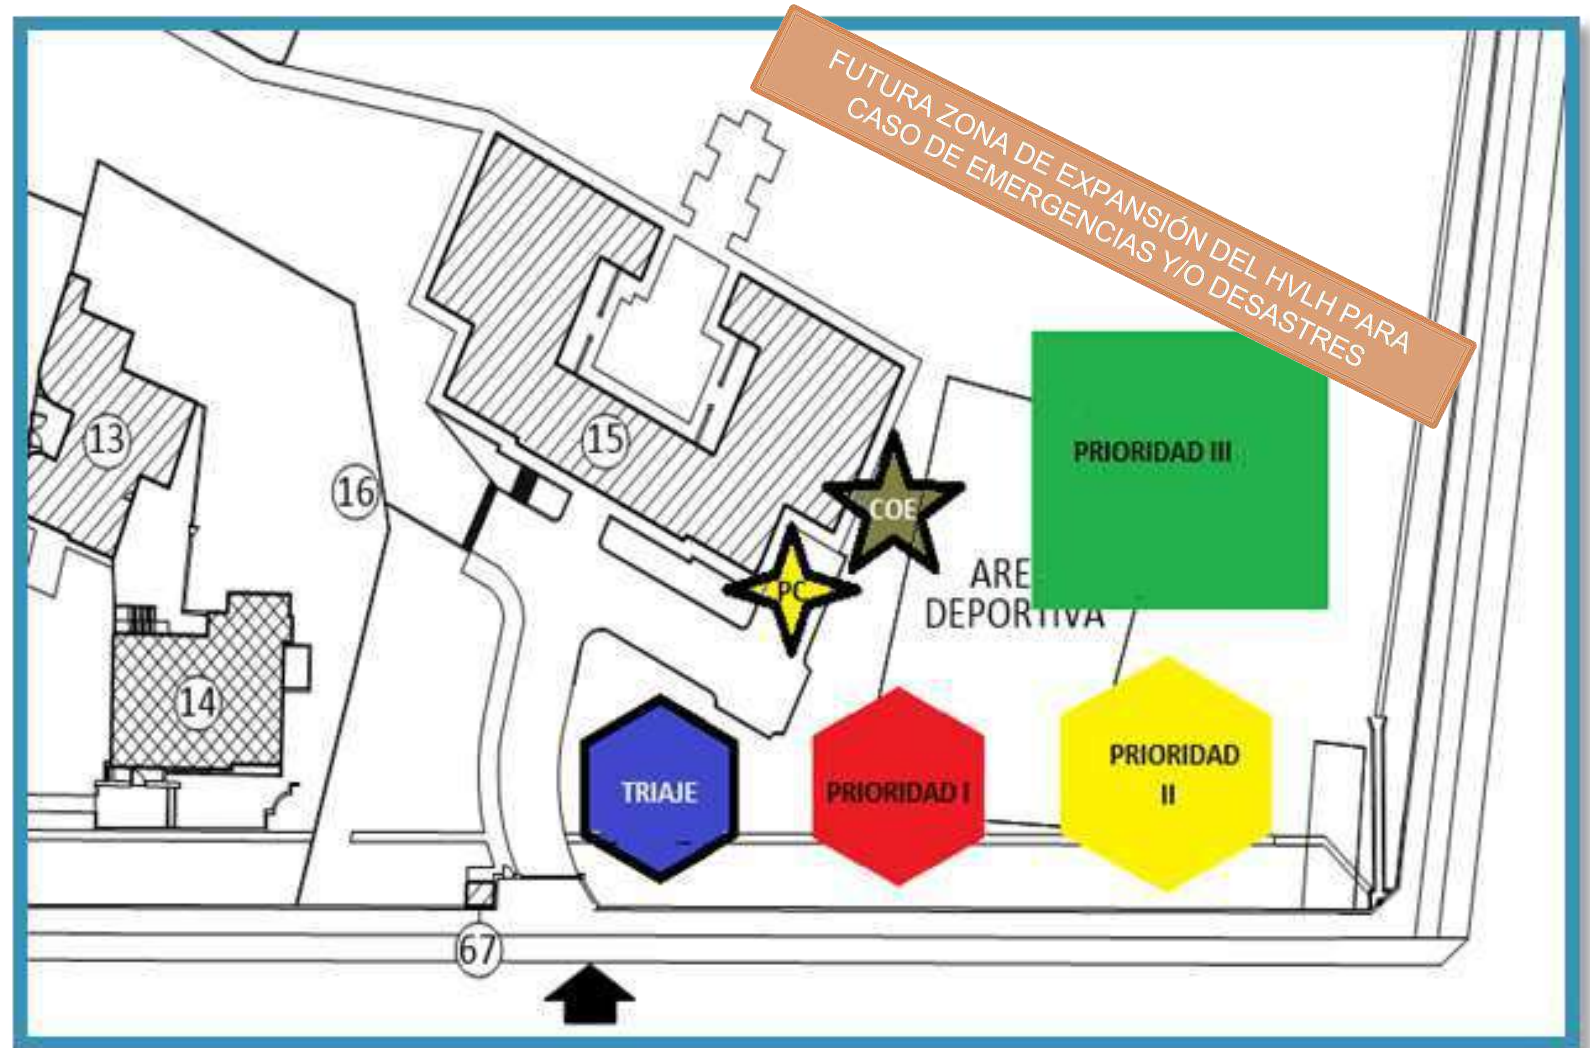 FUTURA ZONA DE EXPANSIÓN DEL HVLH PARA
CASO DE EMERGENCIAS Y/O DESASTRES
PRIORIDAD III
13
15
16
COE
PC
ARE
DEPORTIVA
14
TRIAJE
PRIORIDAD I
PRIORIDAD
II
67